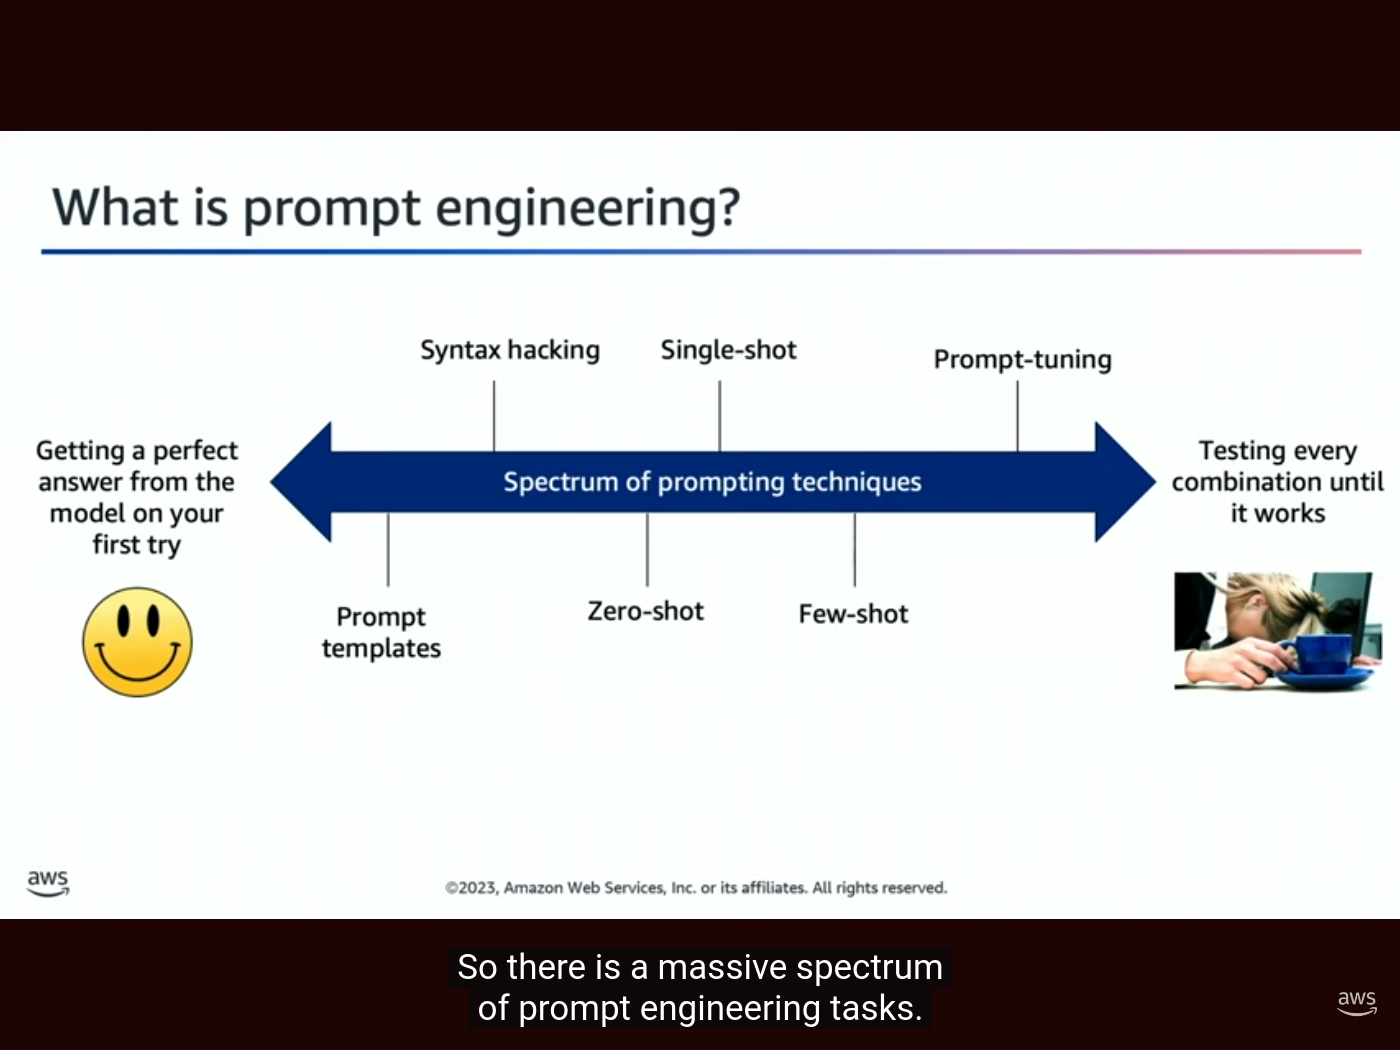 What is prompt engineering?
Syntax hacking
Single-shot
Prompt-tuning
Getting a perfect
answer from the
model on your
first try
Spectrum of prompting techniques
Testing every
combination until
it works
Prompt
templates
Zero-shot
Few-shot
aws
©2023, Amazon Web Services, Inc. or its affiliates. All rights reserved.
So there is a massive spectrum
of prompt engineering tasks.
aws